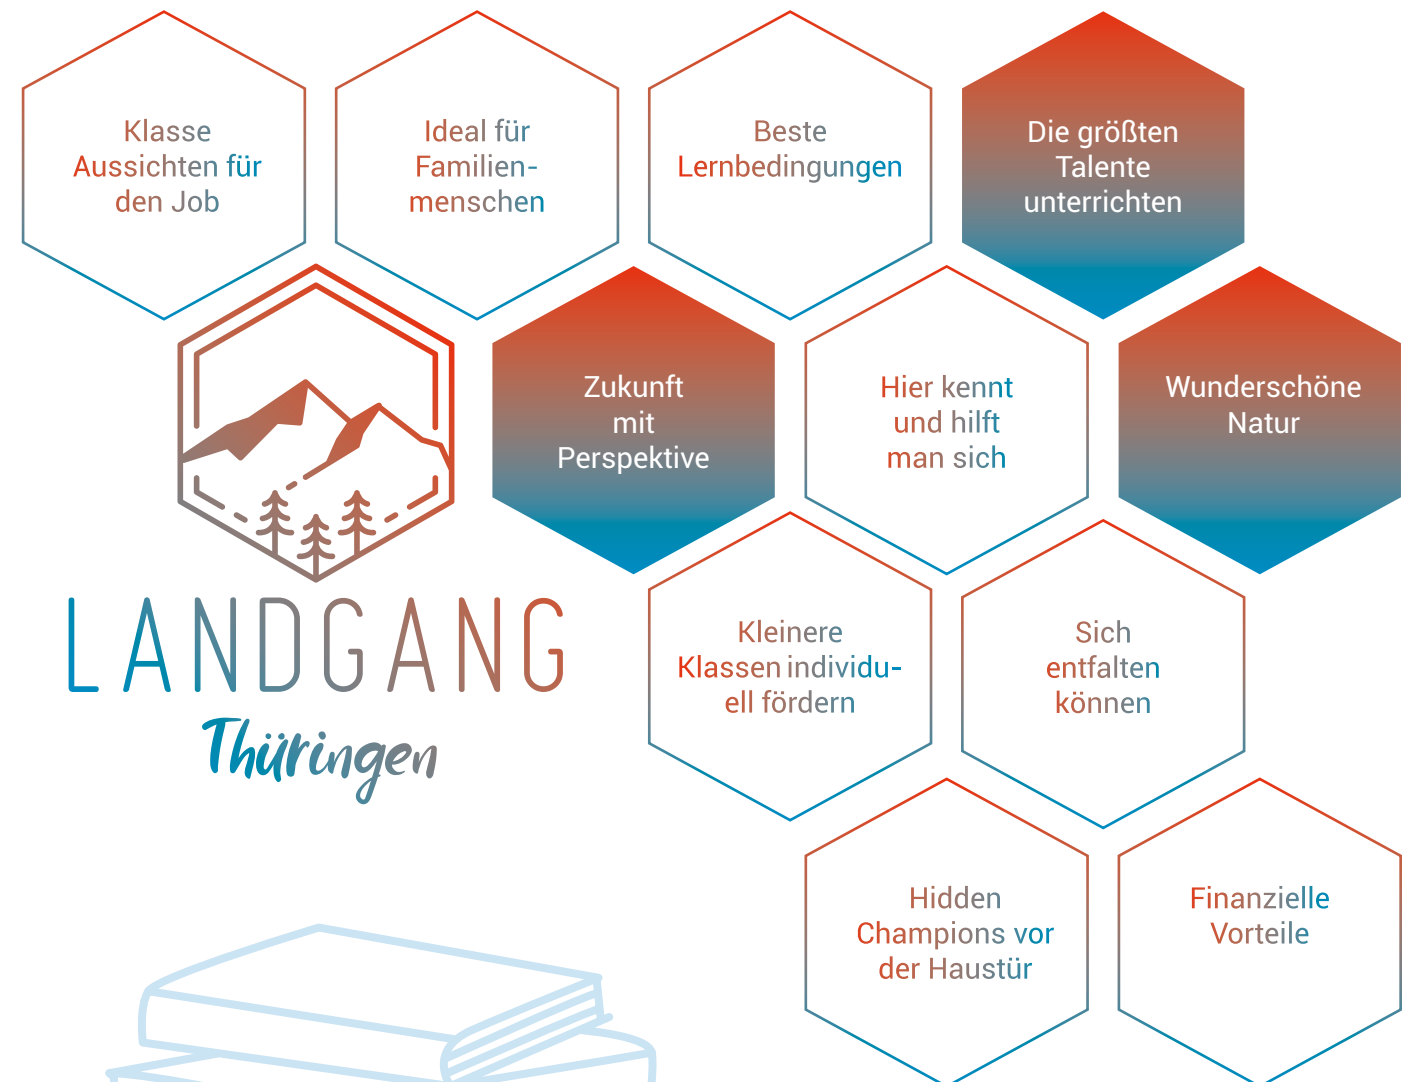 Klasse
Aussichten für
den Job
Ideal für
Familien-
menschen
Beste
Lernbedingungen
Die größten
Talente
unterrichten
Zukunft
mit
Perspektive
Hier kennt
und hilft
man sich
Wunderschöne
Natur
LANDGANG
Thüringen
Kleinere
Klassen individu-
ell fördern
Sich
entfalten
können
Hidden
Champions vor
der Haustür
Finanzielle
Vorteile